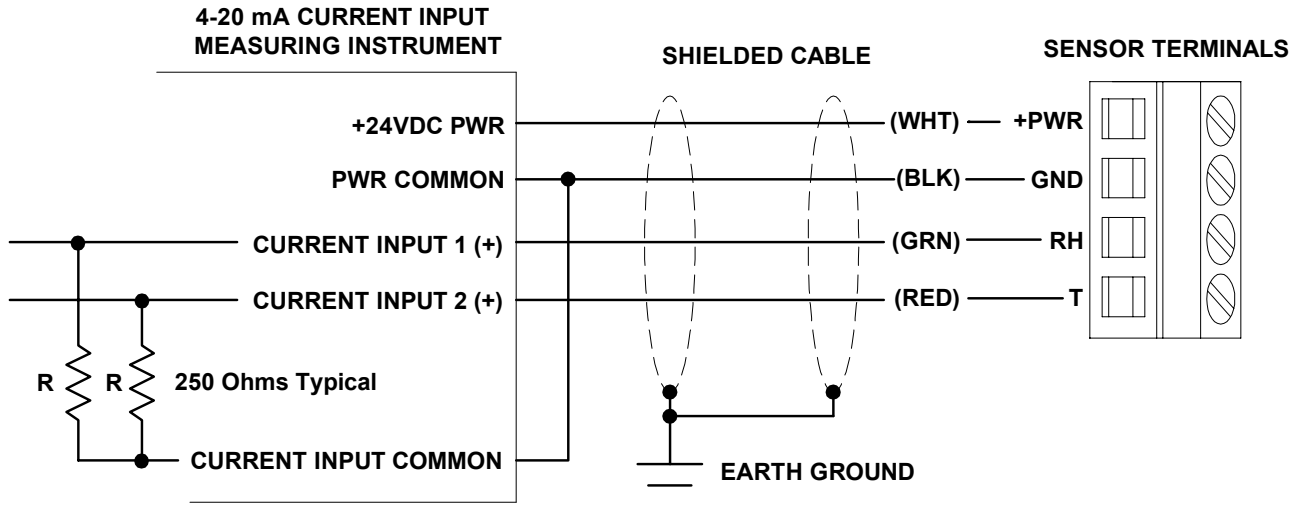 4-20 mA CURRENT INPUT
MEASURING INSTRUMENT
SHIELDED CABLE
SENSOR TERMINALS
+24VDC PWR
(WHT)
+PWR
PWR COMMON
(BLK)
GND
CURRENT INPUT 1 (+)
(GRN)
RH
CURRENT INPUT 2 (+)
(RED)
T
R
R
250 Ohms Typical
CURRENT INPUT COMMON
EARTH GROUND